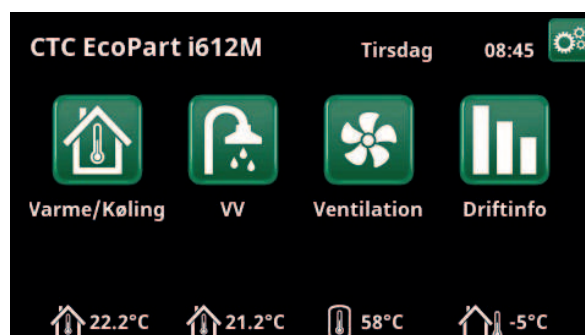 CTC EcoPart i612M Tirsdag 08:45
Varme/Køling VV Ventilation Driftinfo
22.2°C 21.2°C 58°C -5°C